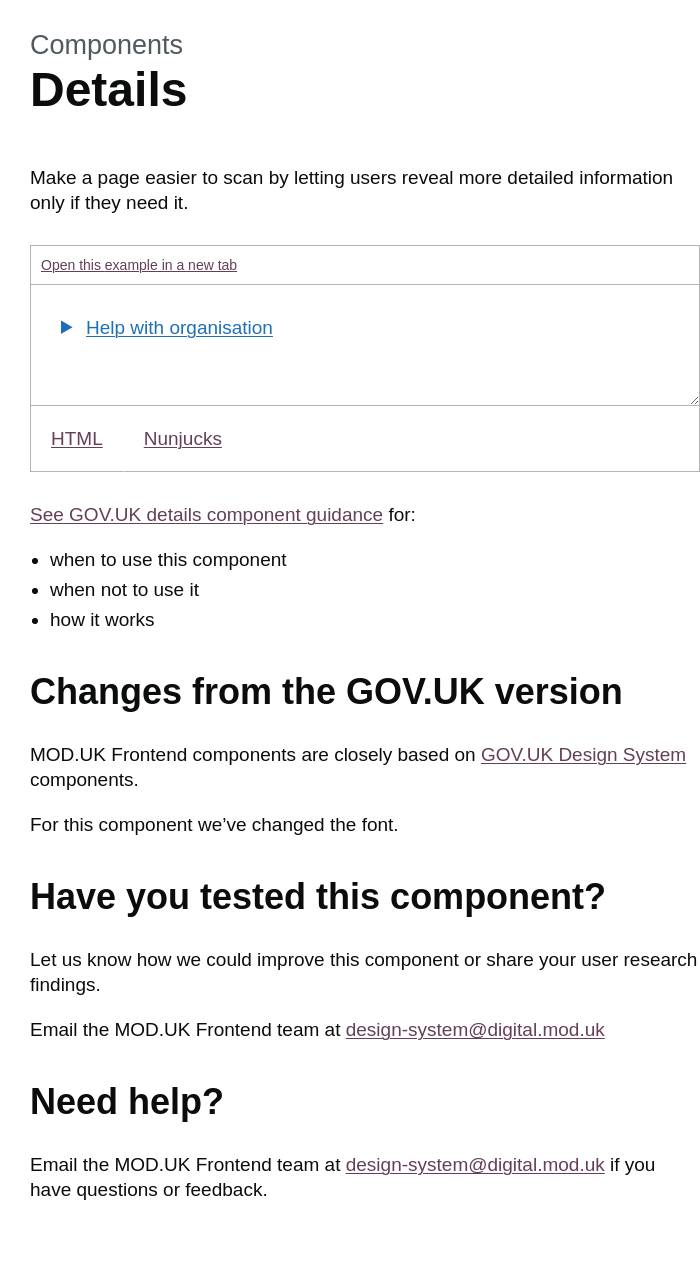 Components
Details
Make a page easier to scan by letting users reveal more detailed information
only if they need it.
Open this example in a new tab
Help with organisation
HTML Nunjucks
See GOV.UK details component guidance for:
• when to use this component
• when not to use it
• how it works
Changes from the GOV.UK version
MOD.UK Frontend components are closely based on GOV.UK Design System
components.
For this component we’ve changed the font.
Have you tested this component?
Let us know how we could improve this component or share your user research
findings.
Email the MOD.UK Frontend team at design-system@digital.mod.uk
Need help?
Email the MOD.UK Frontend team at design-system@digital.mod.uk if you
have questions or feedback.